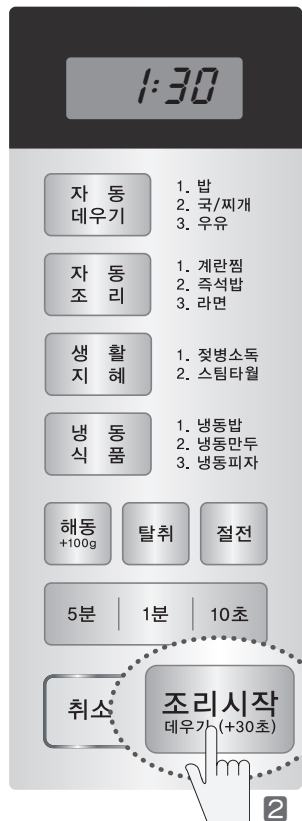 1:30
자 동
데우기
1. 밥
2. 국/찌개
3. 우유
자 동
조 리
1. 계란찜
2. 즉석밥
3. 라면
생 활
지 혜
1. 젖병소독
2. 스팀타월
냉 동
식 품
1. 냉동밥
2. 냉동만두
3. 냉동피자
해동
+100g
탈취
절전
5분 1분 10초
취소
조리시작
데우기 (+30초)
2